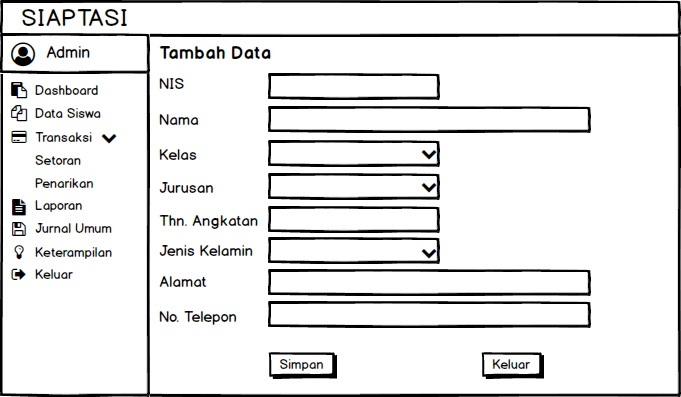 SIAPTASI
Admin
Dashboard
Data Siswa
Transaksi
Setoran
Penarikan
Laporan
Jurnal Umum
Keterampilan
Keluar
Tambah Data
NIS
Nama
Kelas
Jurusan
Thn. Angkatan
Jenis Kelamin
Alamat
No. Telepon
Simpan
Keluar